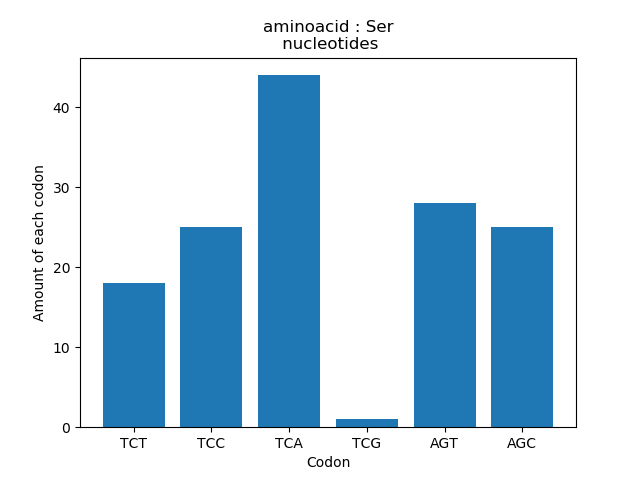 aminoacid : Ser
nucleotides
Amount of each codon
40
30
20
10
0
TCT TCC TCA TCG AGT AGC
Codon